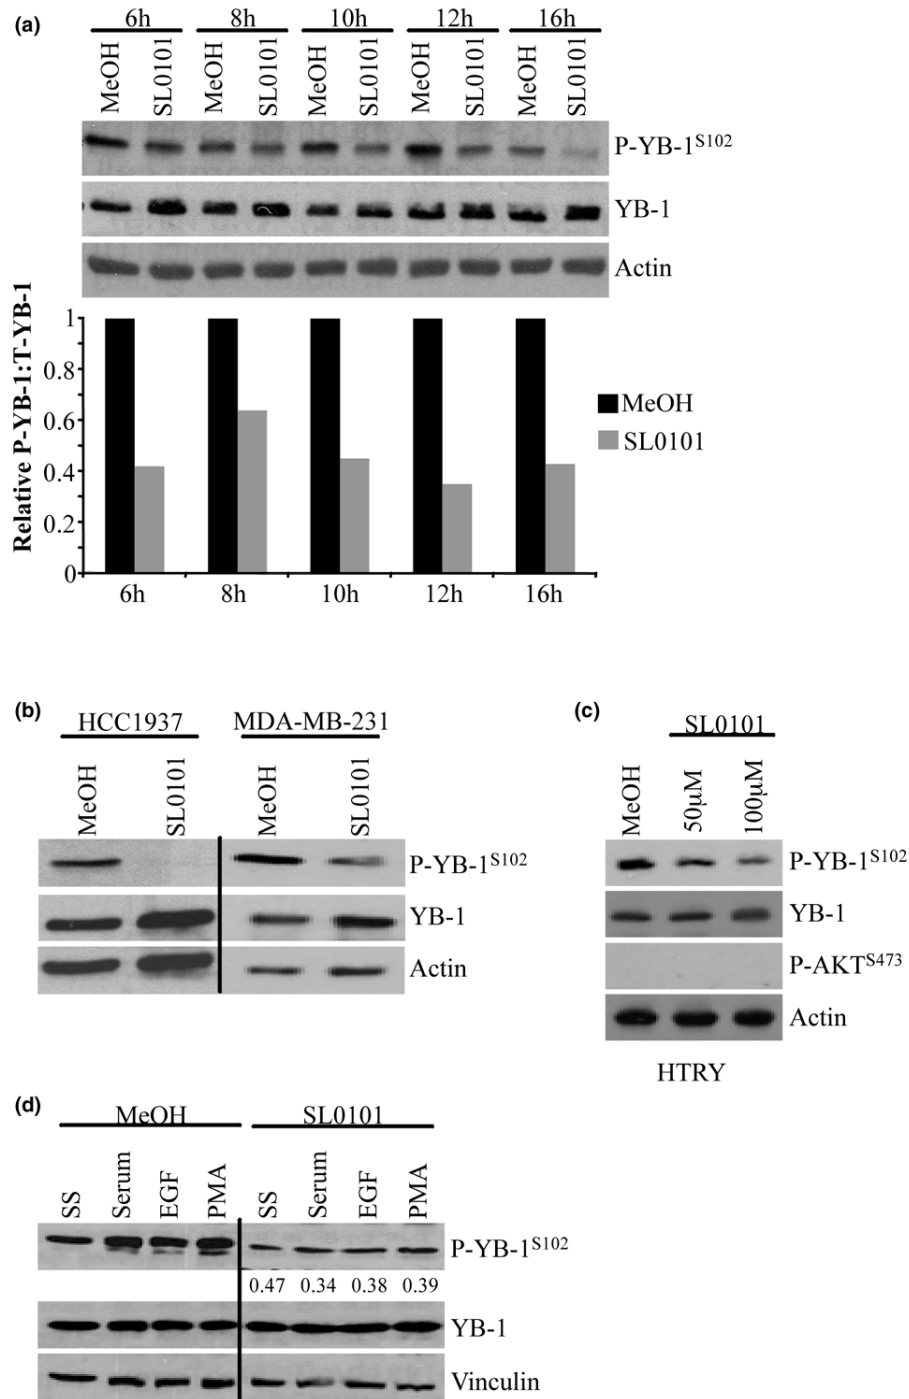 (a)
6h 8h 10h 12h 16h
MeOH SL0101 MeOH SL0101 MeOH SL0101 MeOH SL0101 MeOH SL0101
P-YB-1S102
YB-1
Actin
Relative P-YB-1:T-YB-1
1
0.8
0.6
0.4
0.2
0
MeOH
SL0101
6h 8h 10h 12h 16h
(b)
HCC1937 MDA-MB-231
MeOH SL0101 MeOH SL0101
P-YB-1S102
YB-1
Actin
(c)
SL0101
MeOH 50μM 100μM
P-YB-1S102
YB-1
P-AKTS473
Actin
HTRY
(d)
MeOH SL0101
SS Serum EGF PMA SS Serum EGF PMA
P-YB-1S102
0.47 0.34 0.38 0.39
YB-1
Vinculin